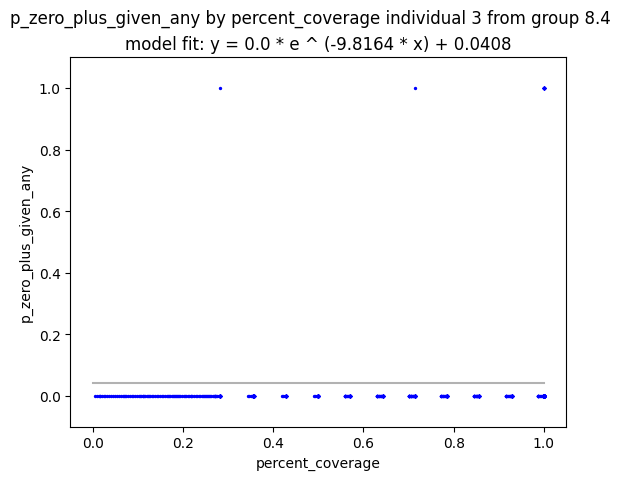 p_zero_plus_given_any by percent_coverage individual 3 from group 8.4
model fit: y = 0.0 * e ^ (-9.8164 * x) + 0.0408
p_zero_plus_given_any
1.0
0.8
0.6
0.4
0.2
0.0
0.0 0.2 0.4 0.6 0.8 1.0
percent_coverage